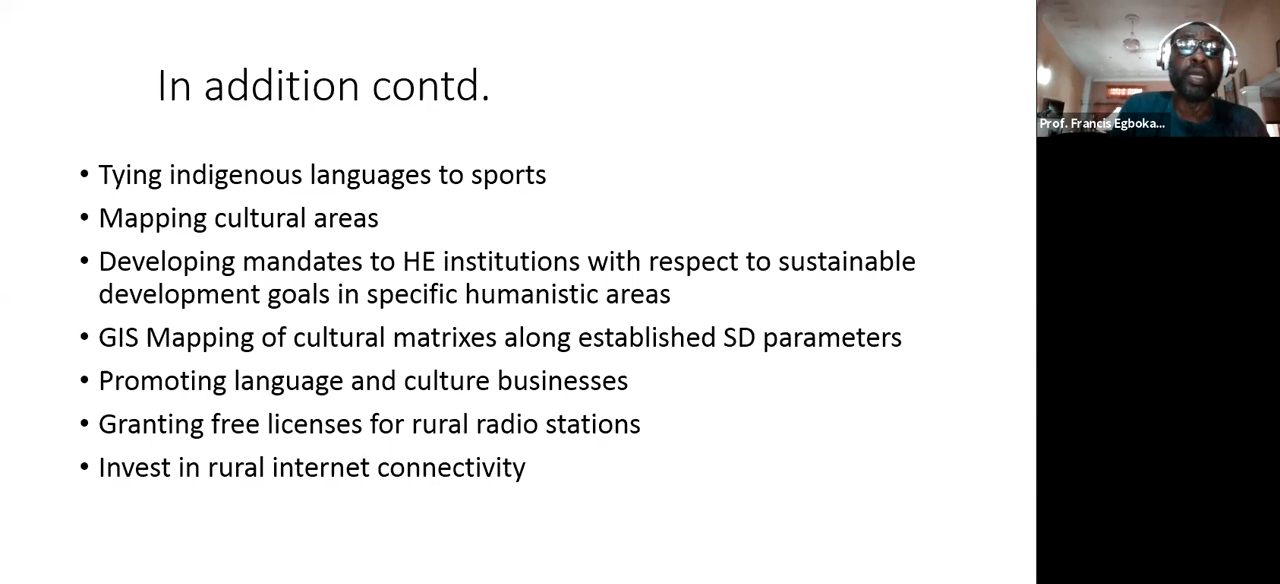 In addition contd.
• Tying indigenous languages to sports
• Mapping cultural areas
• Developing mandates to HE institutions with respect to sustainable
development goals in specific humanistic areas
• GIS Mapping of cultural matrixes along established SD parameters
• Promoting language and culture businesses
• Granting free licenses for rural radio stations
• Invest in rural internet connectivity
Prof. Francis Egboka...